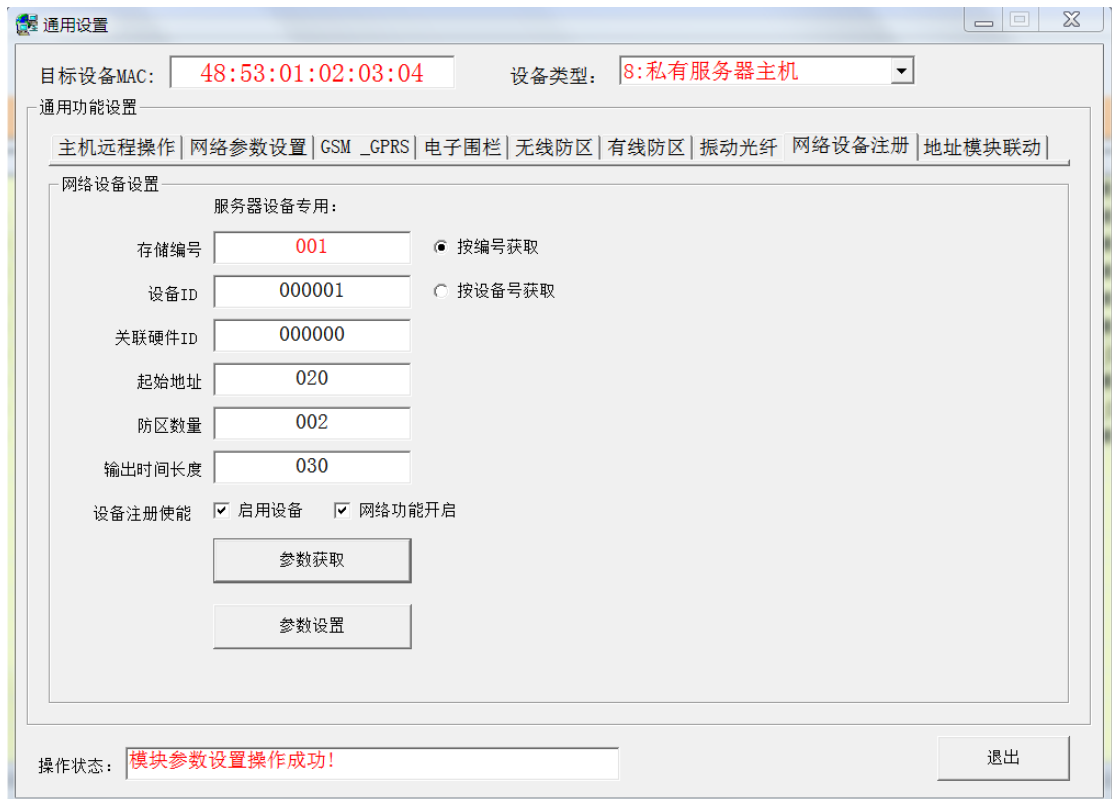 通用设置
目标设备MAC: 48:53:01:02:03:04 设备类型: 8:私有服务器主机
通用功能设置
主机远程操作 网络参数设置 GSM _GPRS 电子围栏 无线防区 有线防区 振动光纤 网络设备注册 地址模块联动
网络设备设置
服务器设备专用:
存储编号 001 按编号获取
设备ID 000001 按设备号获取
关联硬件ID 000000
起始地址 020
防区数量 002
输出时间长度 030
设备注册使能 启用设备 网络功能开启
参数获取
参数设置
操作状态: 模块参数设置操作成功! 退出